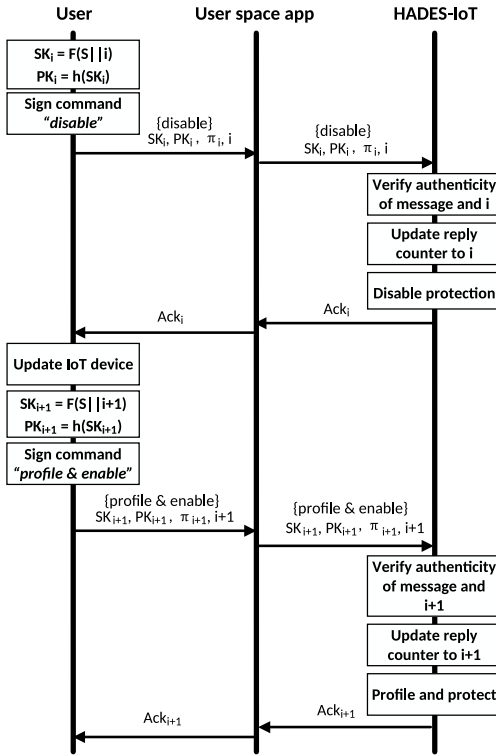 User User space app HADES-IoT
SKᵢ = F(S||i)
PKᵢ = h(SKᵢ)
Sign command
"disable"
{disable}
SKᵢ, PKᵢ , πᵢ, i
{disable}
SKᵢ, PKᵢ , πᵢ, i
Verify authenticity
of message and i
Update reply
counter to i
Disable protection
Ackᵢ
Ackᵢ
Update IoT device
SKᵢ₊₁ = F(S||i+1)
PKᵢ₊₁ = h(SKᵢ₊₁)
Sign command
"profile & enable"
{profile & enable}
SKᵢ₊₁, PKᵢ₊₁, πᵢ₊₁, i+1
{profile & enable}
SKᵢ₊₁, PKᵢ₊₁, πᵢ₊₁, i+1
Verify authenticity
of message and
i+1
Update reply
counter to i+1
Profile and protect
Ackᵢ₊₁
Ackᵢ₊₁